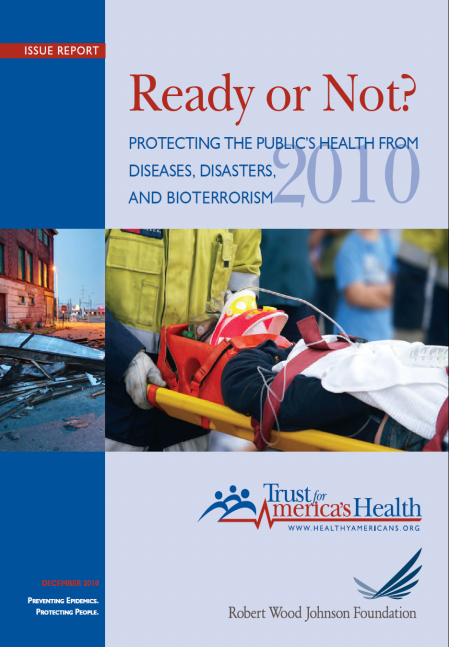 ISSUE REPORT
Ready or Not?
PROTECTING THE PUBLIC'S HEALTH FROM
DISEASES, DISASTERS,
AND BIOTERRORISM
2010
Trust for
America's Health
WWW.HEALTHYAMERICANS.ORG
DECEMBER 2010
PREVENTING EPIDEMICS.
PROTECTING PEOPLE.
Robert Wood Johnson Foundation